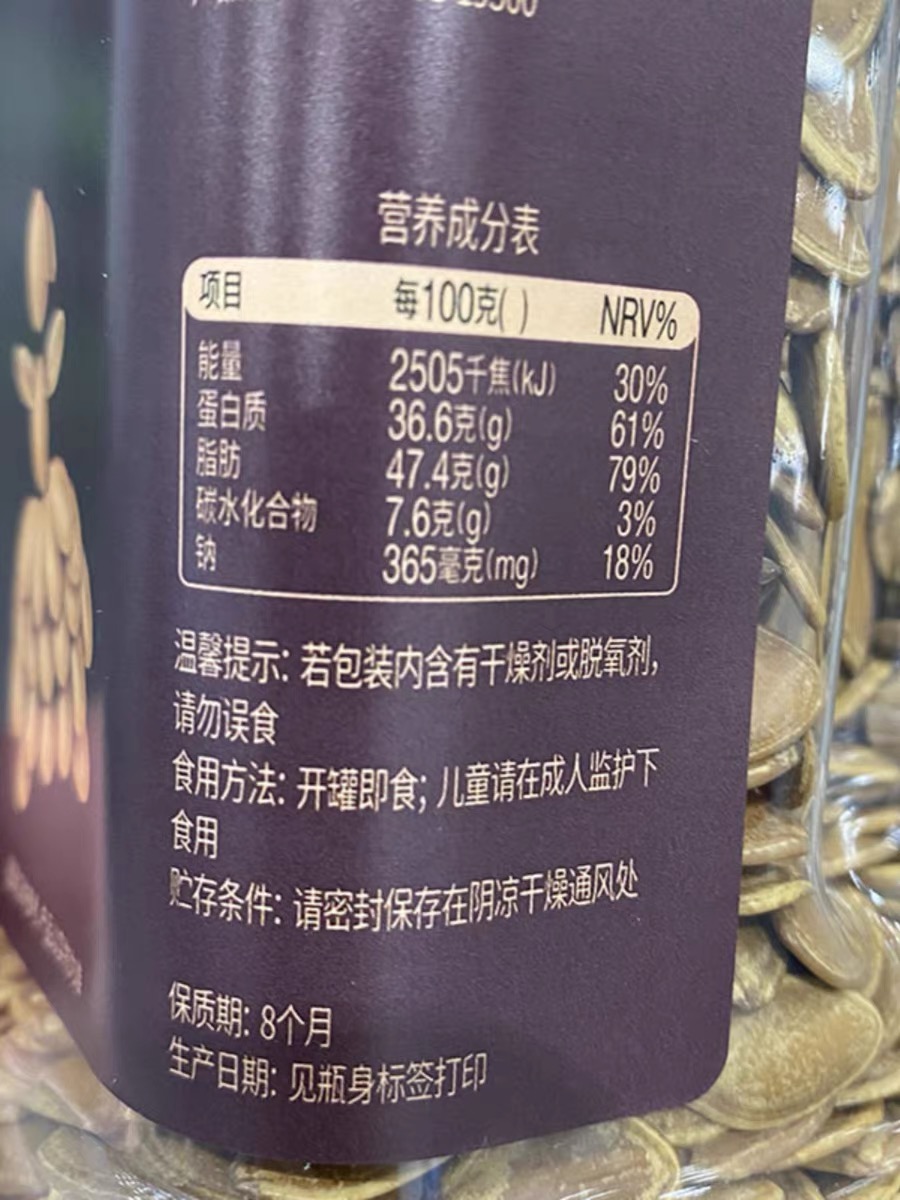 营养成分表
项目 每100克( ) NRV%
能量 2505千焦(kJ) 30%
蛋白质 36.6克(g) 61%
脂肪 47.4克(g) 79%
碳水化合物 7.6克(g) 3%
钠 365毫克(mg) 18%
温馨提示: 若包装内含有干燥剂或脱氧剂,
请勿误食
食用方法: 开罐即食; 儿童请在成人监护下
食用
贮存条件: 请密封保存在阴凉干燥通风处
保质期: 8个月
生产日期: 见瓶身标签打印